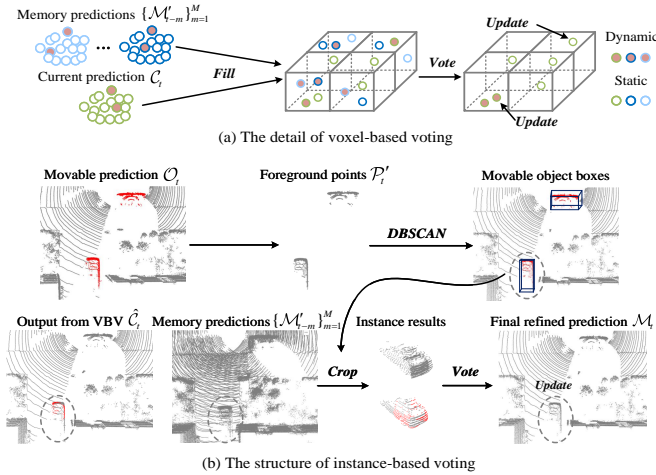 Memory predictions {M′ₜ₋ₘ}ᴹₘ₌₁
...
Current prediction Cₜ
Fill
Vote
Update
Update
Dynamic
Static
(a) The detail of voxel-based voting
Movable prediction Oₜ
Foreground points Pₜ′
Movable object boxes
DBSCAN
Output from VBV Ĉₜ
Memory predictions {M′ₜ₋ₘ}ᴹₘ₌₁
Instance results
Final refined prediction Mₜ
Crop
Vote
Update
(b) The structure of instance-based voting